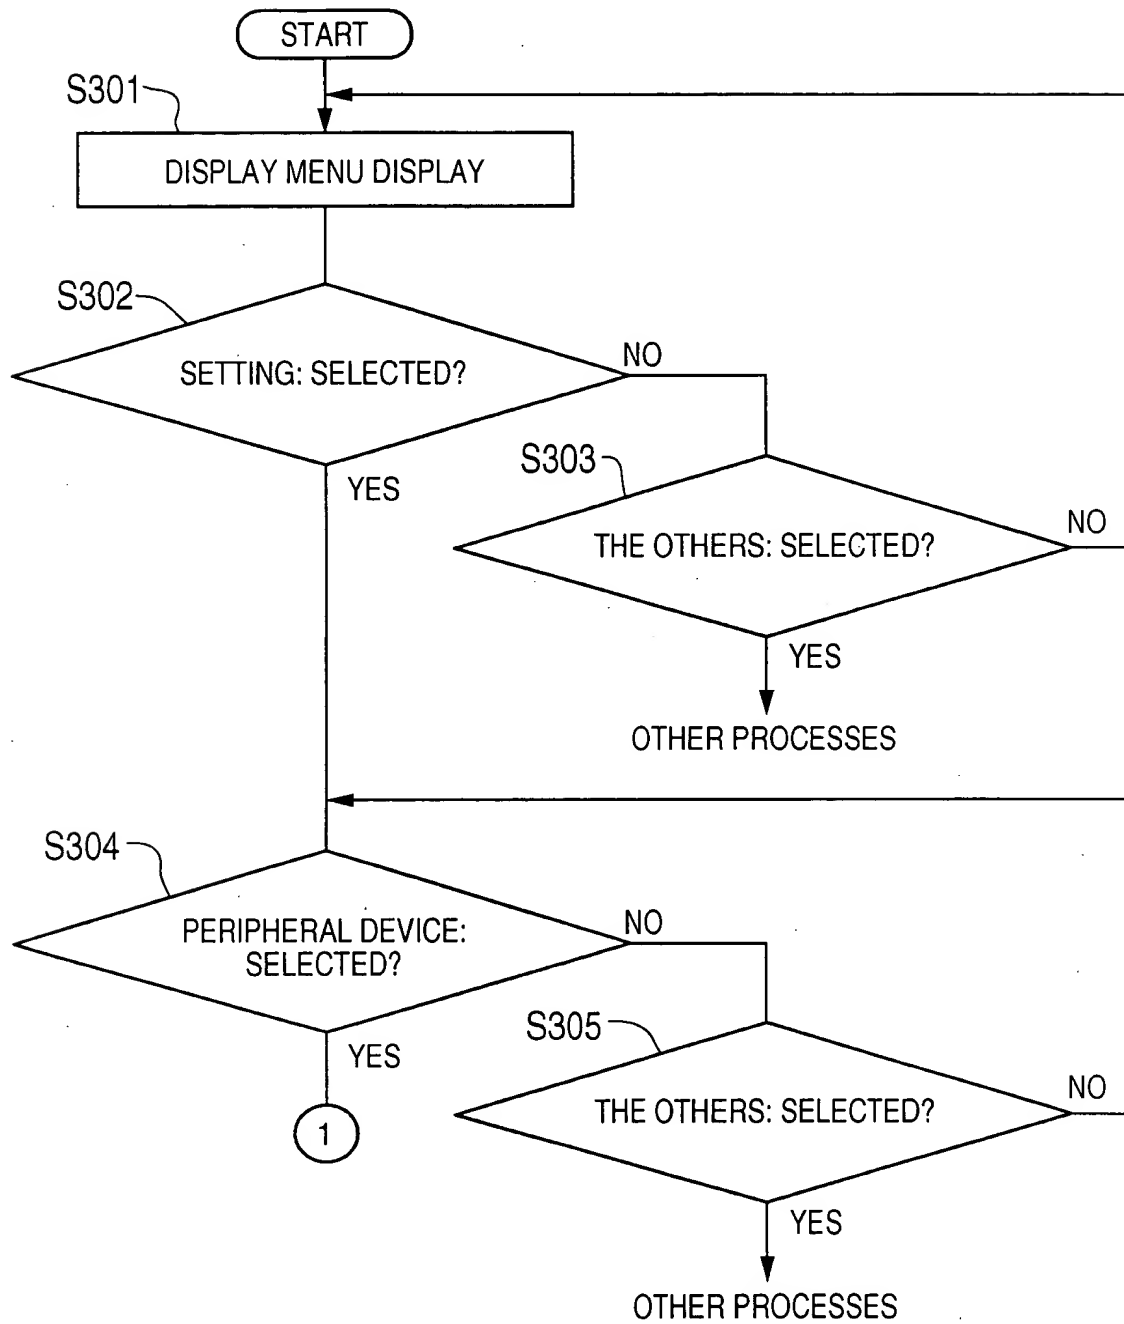 START
S301
DISPLAY MENU DISPLAY
S302
SETTING: SELECTED?
NO
YES
S303
THE OTHERS: SELECTED?
NO
YES
OTHER PROCESSES
S304
PERIPHERAL DEVICE:
SELECTED?
NO
YES
1
S305
THE OTHERS: SELECTED?
NO
YES
OTHER PROCESSES